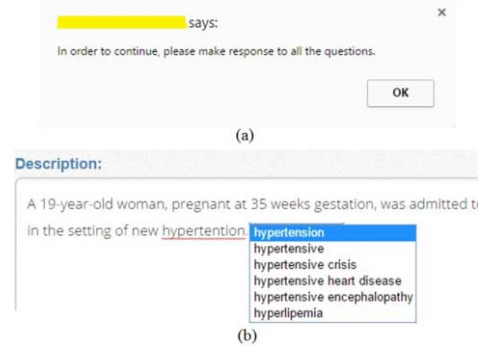 says:
×
In order to continue, please make response to all the questions.
OK
(a)
Description:
A 19-year-old woman, pregnant at 35 weeks gestation, was admitted t
in the setting of new hypertention.
hypertension
hypertensive
hypertensive crisis
hypertensive heart disease
hypertensive encephalopathy
hyperlipemia
(b)